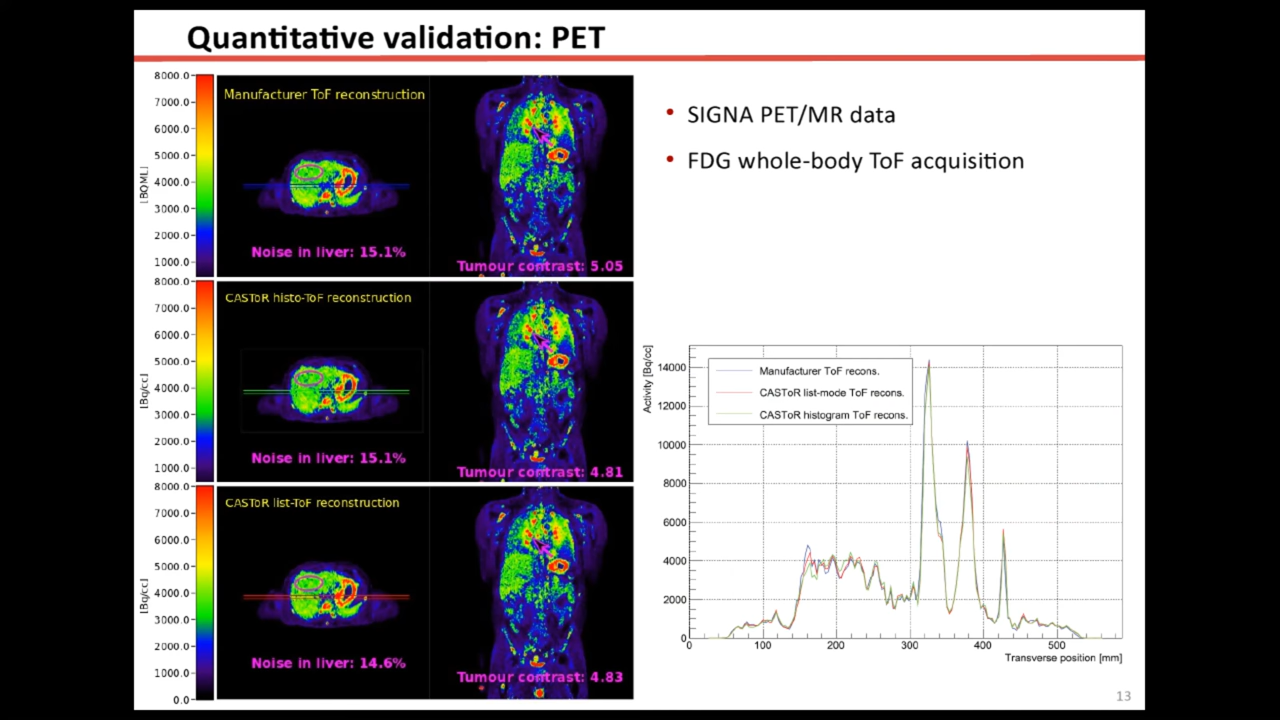 Quantitative validation: PET
8000.0
7000.0
6000.0
5000.0
4000.0
3000.0
2000.0
1000.0
[BQML]
Manufacturer ToF reconstruction
Noise in liver: 15.1%
Tumour contrast: 5.05
8000.0
7000.0
6000.0
5000.0
4000.0
3000.0
2000.0
1000.0
[Bq/cc]
CASToR histo-ToF reconstruction
Noise in liver: 15.1%
Tumour contrast: 4.81
8000.0
7000.0
6000.0
5000.0
4000.0
3000.0
2000.0
1000.0
0.0
[Bq/cc]
CASToR list-ToF reconstruction
Noise in liver: 14.6%
Tumour contrast: 4.83
• SIGNA PET/MR data
• FDG whole-body ToF acquisition
Activity [Bq/cc]
14000
12000
10000
8000
6000
4000
2000
0
Manufacturer ToF recons.
CASToR list-mode ToF recons.
CASToR histogram ToF recons.
0 100 200 300 400 500
Transverse position [mm]
13